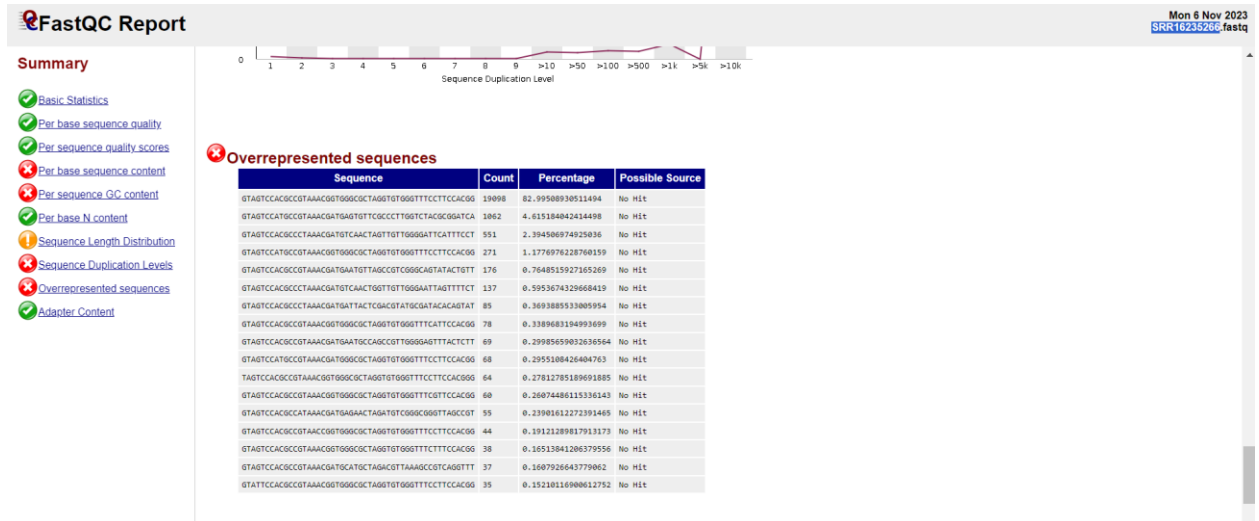 FastQC Report
Mon 6 Nov 2023
SRR16235266.fastq
Summary
Basic Statistics
Per base sequence quality
Per sequence quality scores
Per base sequence content
Per sequence GC content
Per base N content
Sequence Length Distribution
Sequence Duplication Levels
Overrepresented sequences
Adapter Content
0
1 2 3 4 5 6 7 8 9 >10 >50 >100 >500 >1k >5k >10k
Sequence Duplication Level
Overrepresented sequences
Sequence Count Percentage Possible Source
GTAGTCCACGCCGTAAACGGTGGGCGCTAGGTGTGGGTTTCCTTCCACGG 19098 82.99508930511494 No Hit
GTAGTCCATGCCGTAAACGATGAGTGTTCGCCCTTGGTCTACGCGGATCA 1062 4.615184042414498 No Hit
GTAGTCCACGCCCTAAACGATGTCAACTAGTTGTTGGGGATTCATTTCCT 551 2.394506974925036 No Hit
GTAGTCCATGCCGTAAACGGTGGGCGCTAGGTGTGGGTTTCCTTCCACGG 271 1.1776976228760159 No Hit
GTAGTCCACGCCGTAAACGATGAATGTTAGCCGTCGGGCAGTATACTGTT 176 0.7648515927165269 No Hit
GTAGTCCACGCCCTAAACGATGTCAACTGGTTGTTGGGAATTAGTTTTCT 137 0.5953674329668419 No Hit
GTAGTCCACGCCCTAAACGATGATTACTCGACGTATGCGATACACAGTAT 85 0.3693885533005954 No Hit
GTAGTCCACGCCGTAAACGGTGGGCGCTAGGTGTGGGTTTCATTCCACGG 78 0.3389683194993699 No Hit
GTAGTCCACGCCGTAAACGATGAATGCCAGCCGTTGGGGAGTTTACTCTT 69 0.29985659032636564 No Hit
GTAGTCCATGCCGTAAACGATGGGCGCTAGGTGTGGGTTTCCTTCCACGG 68 0.2955108426404763 No Hit
TAGTCCACGCCGTAAACGGTGGGCGCTAGGTGTGGGTTTCCTTCCACGGG 64 0.27812785189691885 No Hit
GTAGTCCACGCCGTAAACGGTGGGCGCTAGGTGTGGGTTTCGTTCCACGG 60 0.26074486115336143 No Hit
GTAGTCCACGCCATAAACGATGAGAACTAGATGTCGGGCGGGTTAGCCGT 55 0.23901612272391465 No Hit
GTAGTCCACGCCGTAACCGGTGGGCGCTAGGTGTGGGTTTCCTTCCACGG 44 0.19121289817913173 No Hit
GTAGTCCACGCCGTAAACGGTGGGCGCTAGGTGTGGGTTTCTTTCCACGG 38 0.16513841206379556 No Hit
GTAGTCCACGCCGTAAACGATGCATGCTAGACGTTAAAGCCGTCAGGTTT 37 0.1607926643779062 No Hit
GTATTCCACGCCGTAAACGGTGGGCGCTAGGTGTGGGTTTCCTTCCACGG 35 0.15210116900612752 No Hit